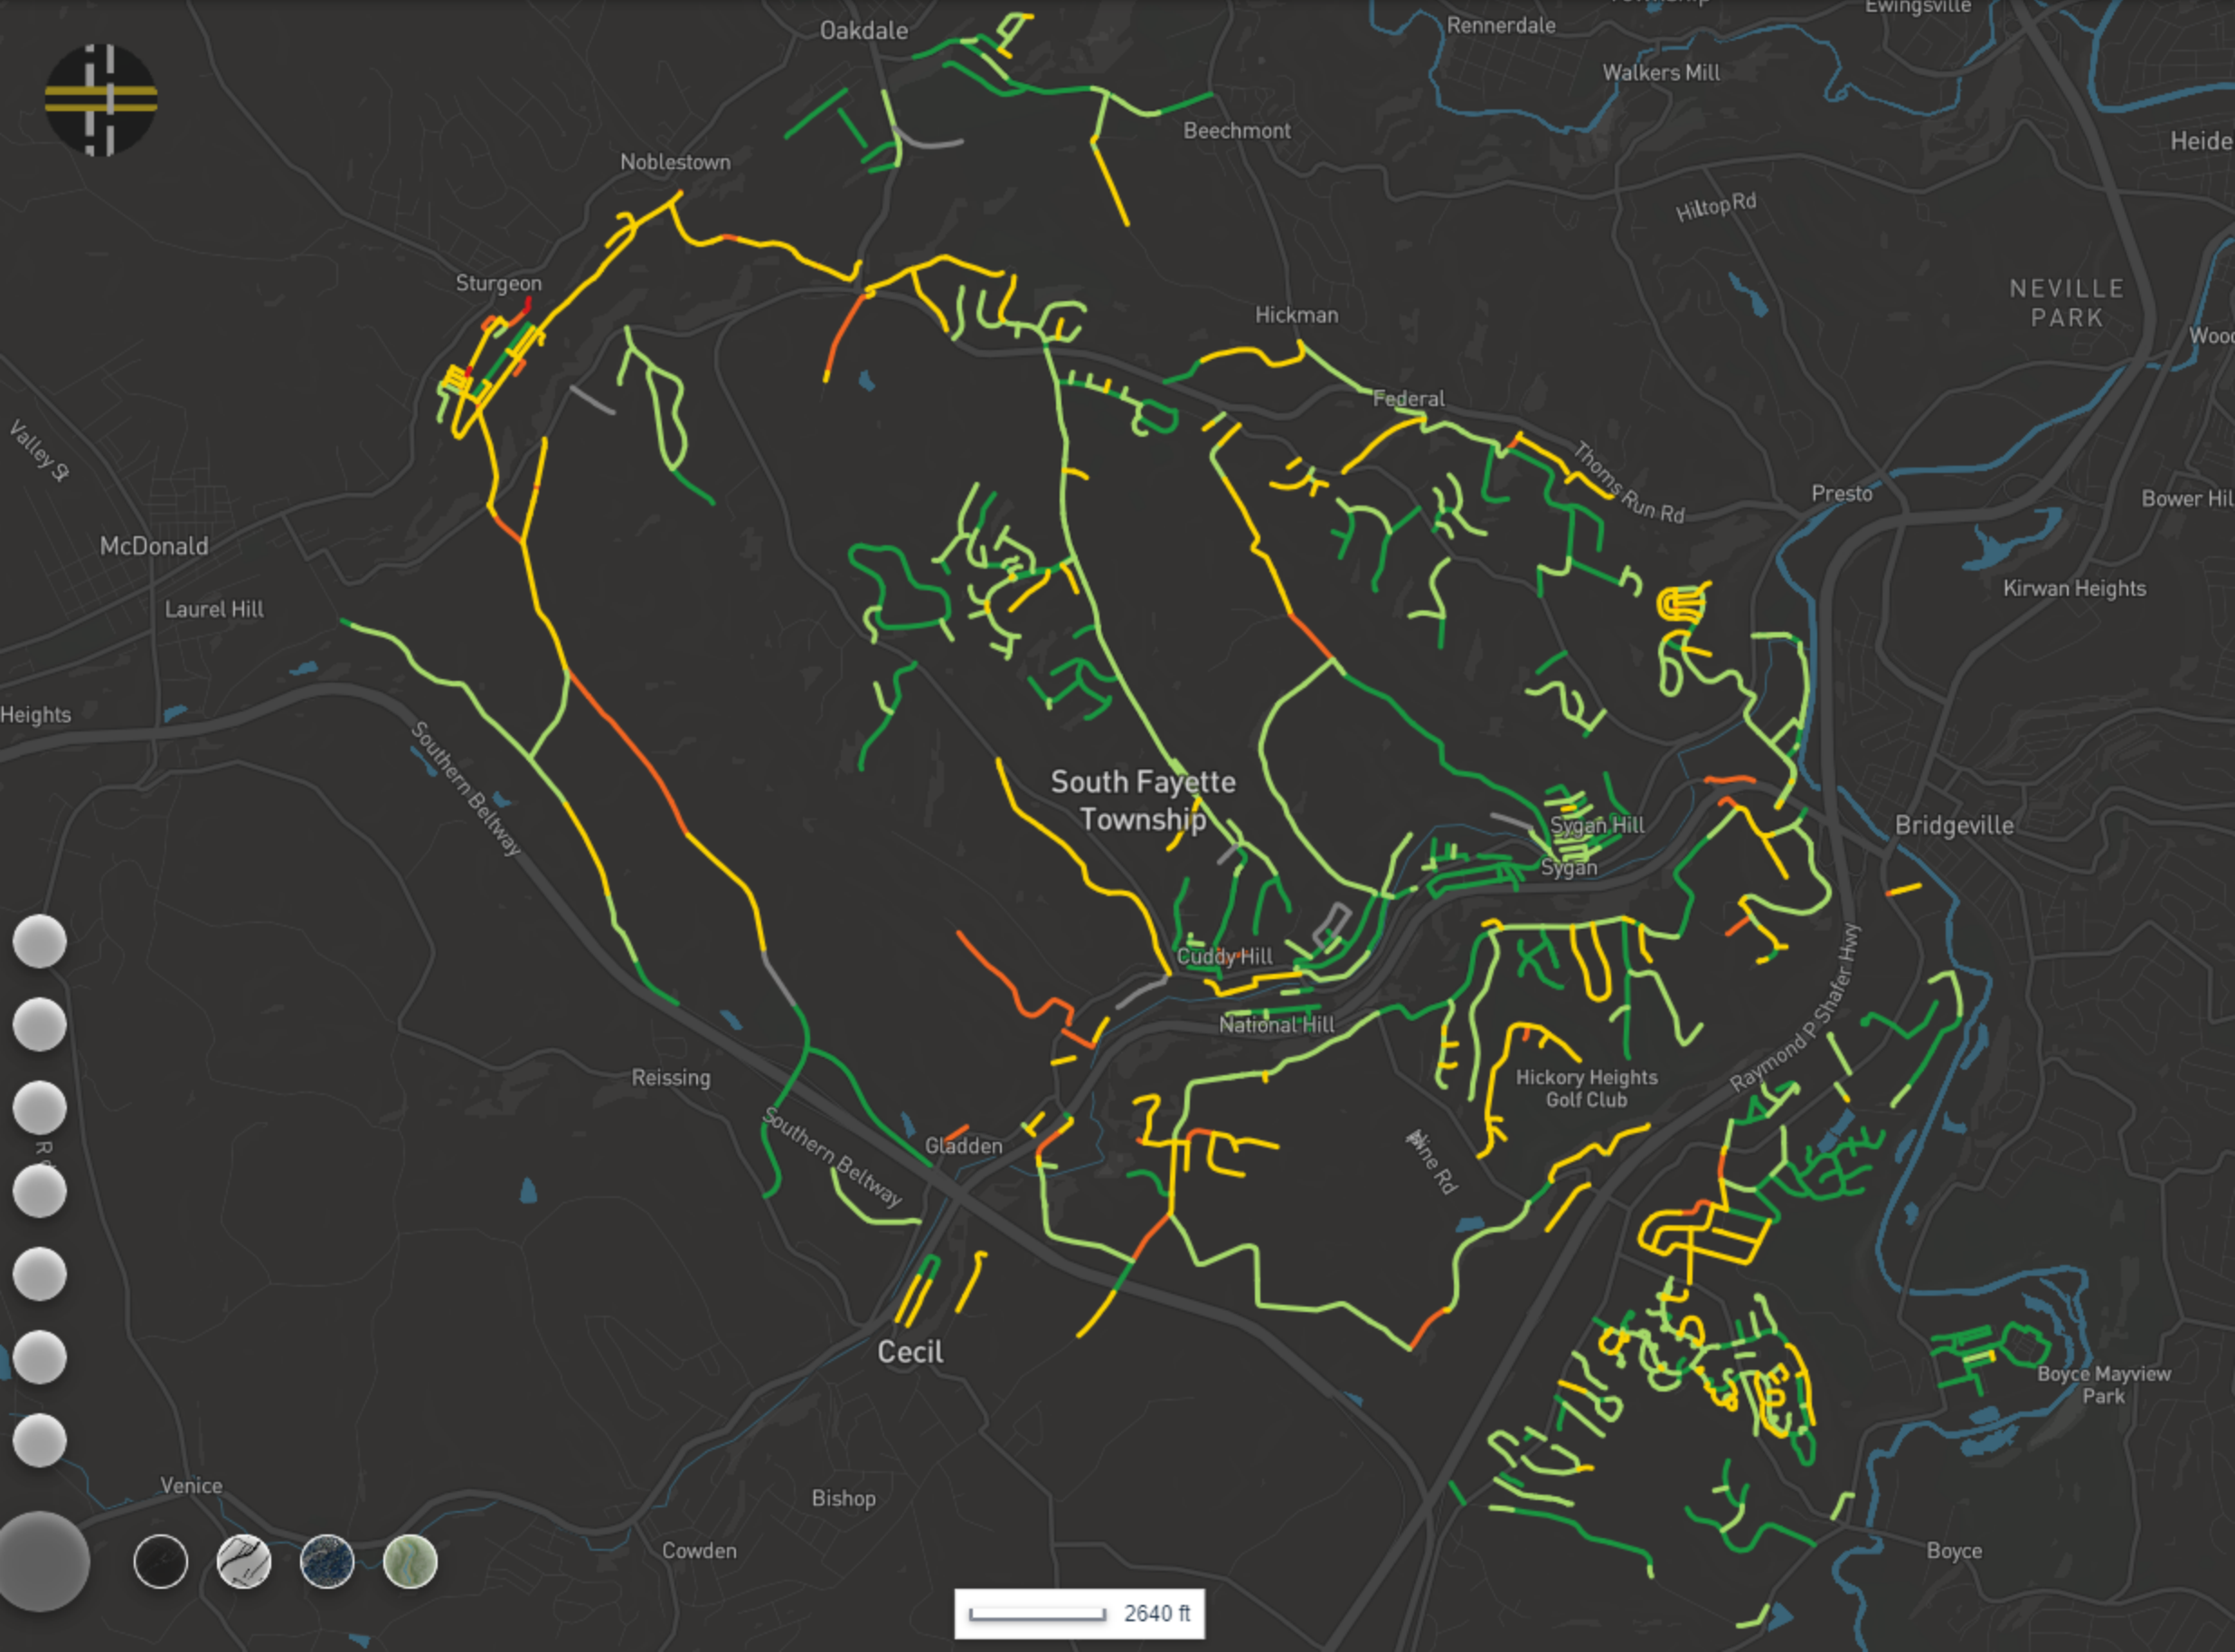 Ewingsville
Oakdale
Rennerdale
Walkers Mill
Beechmont
Heide
Noblestown
Hilltop Rd
Sturgeon
NEVILLE
PARK
Hickman
Wood
Federal
Valley St
Thoms Run Rd
Presto
Bower Hil
McDonald
Kirwan Heights
Laurel Hill
Heights
Southern Beltway
South Fayette
Township
Sygan Hill
Bridgeville
Sygan
Cuddy Hill
National Hill
Raymond P Shafer Hwy
Reissing
Hickory Heights
Golf Club
Southern Beltway
Gladden
Cecil
Boyce Mayview
Park
Venice
Bishop
Cowden
Boyce
2640 ft